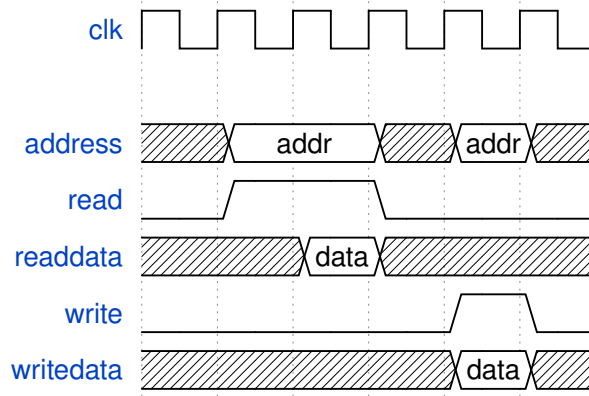 clk
address addr addr
read
readdata data
write
writedata data